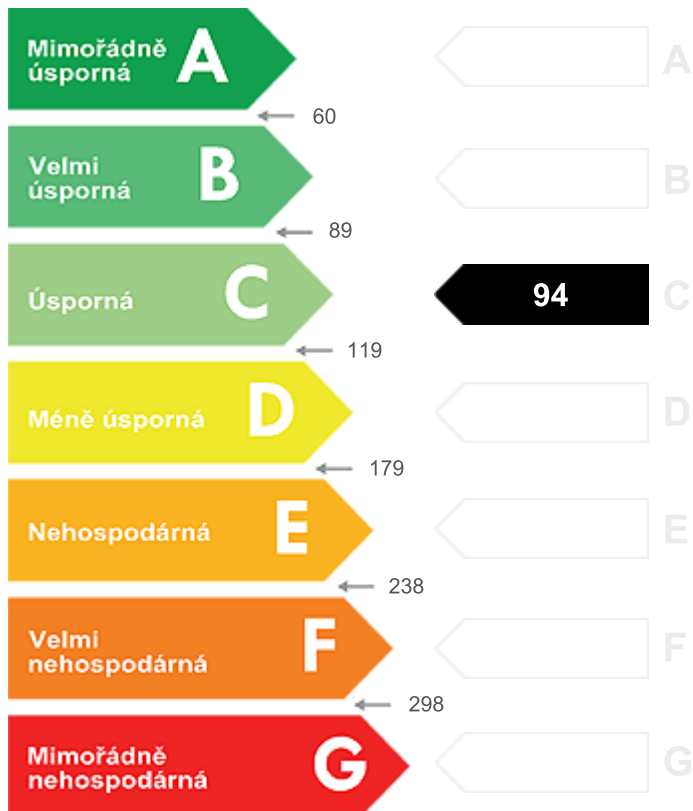 Mimořádně
úsporná
A
A
60
Velmi
úsporná
B
B
89
Úsporná
C
94
C
119
Méně úsporná
D
D
179
Nehospodárná
E
E
238
Velmi
nehospodárná
F
F
298
Mimořádně
nehospodárná
G
G